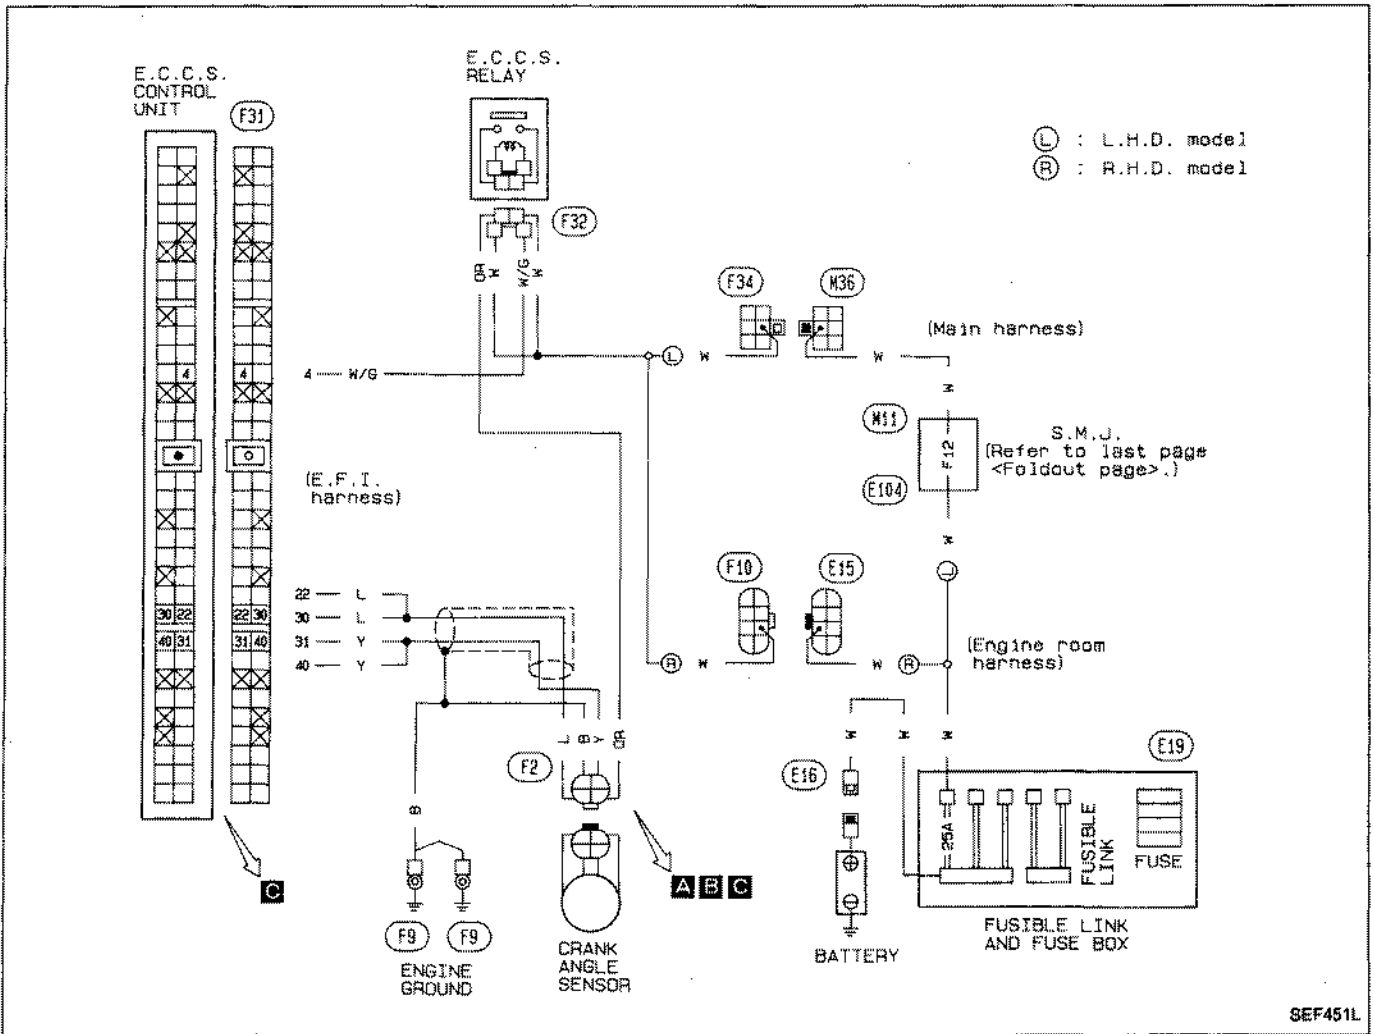 E.C.C.S.
RELAY
E.C.C.S.
CONTROL
UNIT
F31
L : L.H.D. model
R : R.H.D. model
F32
OR
W
W/G
W
F34
M36
(Main harness)
L
W
W
4
4
4
W/G
W
M11
F12
E104
S.M.J.
(Refer to last page
<Foldout page>.)
(E.F.I.
harness)
W
L
F10
E15
22
L
30
L
31
Y
40
Y
30
22
22
30
40
31
31
40
R
W
W
R
(Engine room
harness)
L
B
Y
OR
W
W
W
F2
E16
E19
B
25A
FUSIBLE
LINK
FUSE
C
A B C
F9
F9
ENGINE
GROUND
CRANK
ANGLE
SENSOR
BATTERY
FUSIBLE LINK
AND FUSE BOX
SEF451L